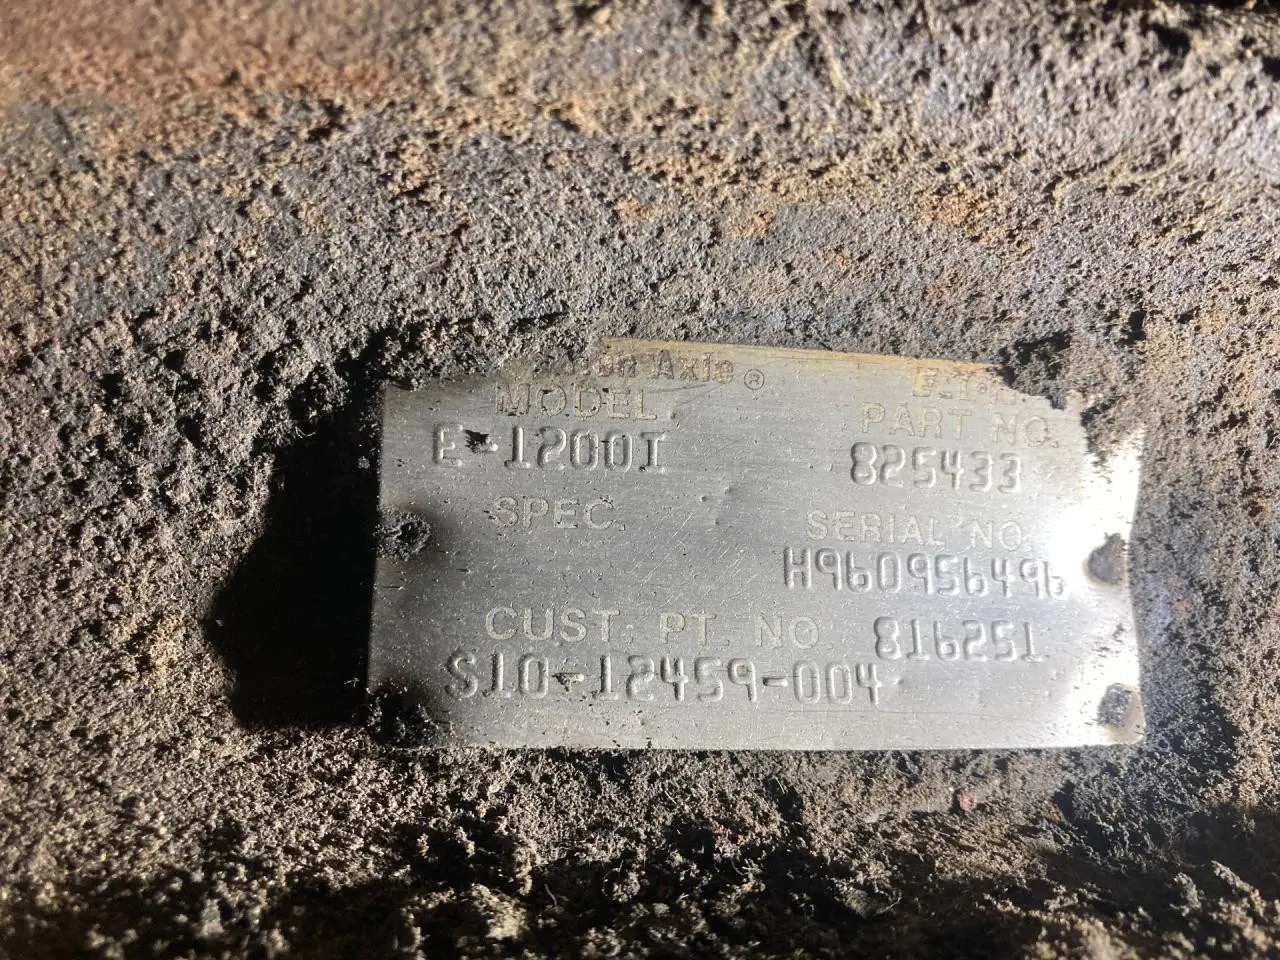 Axle®
MODEL PART NO.
E-1200I 825433
SPEC. SERIAL NO.
H960956496
CUST. PT. NO. 816251
S10-12459-004